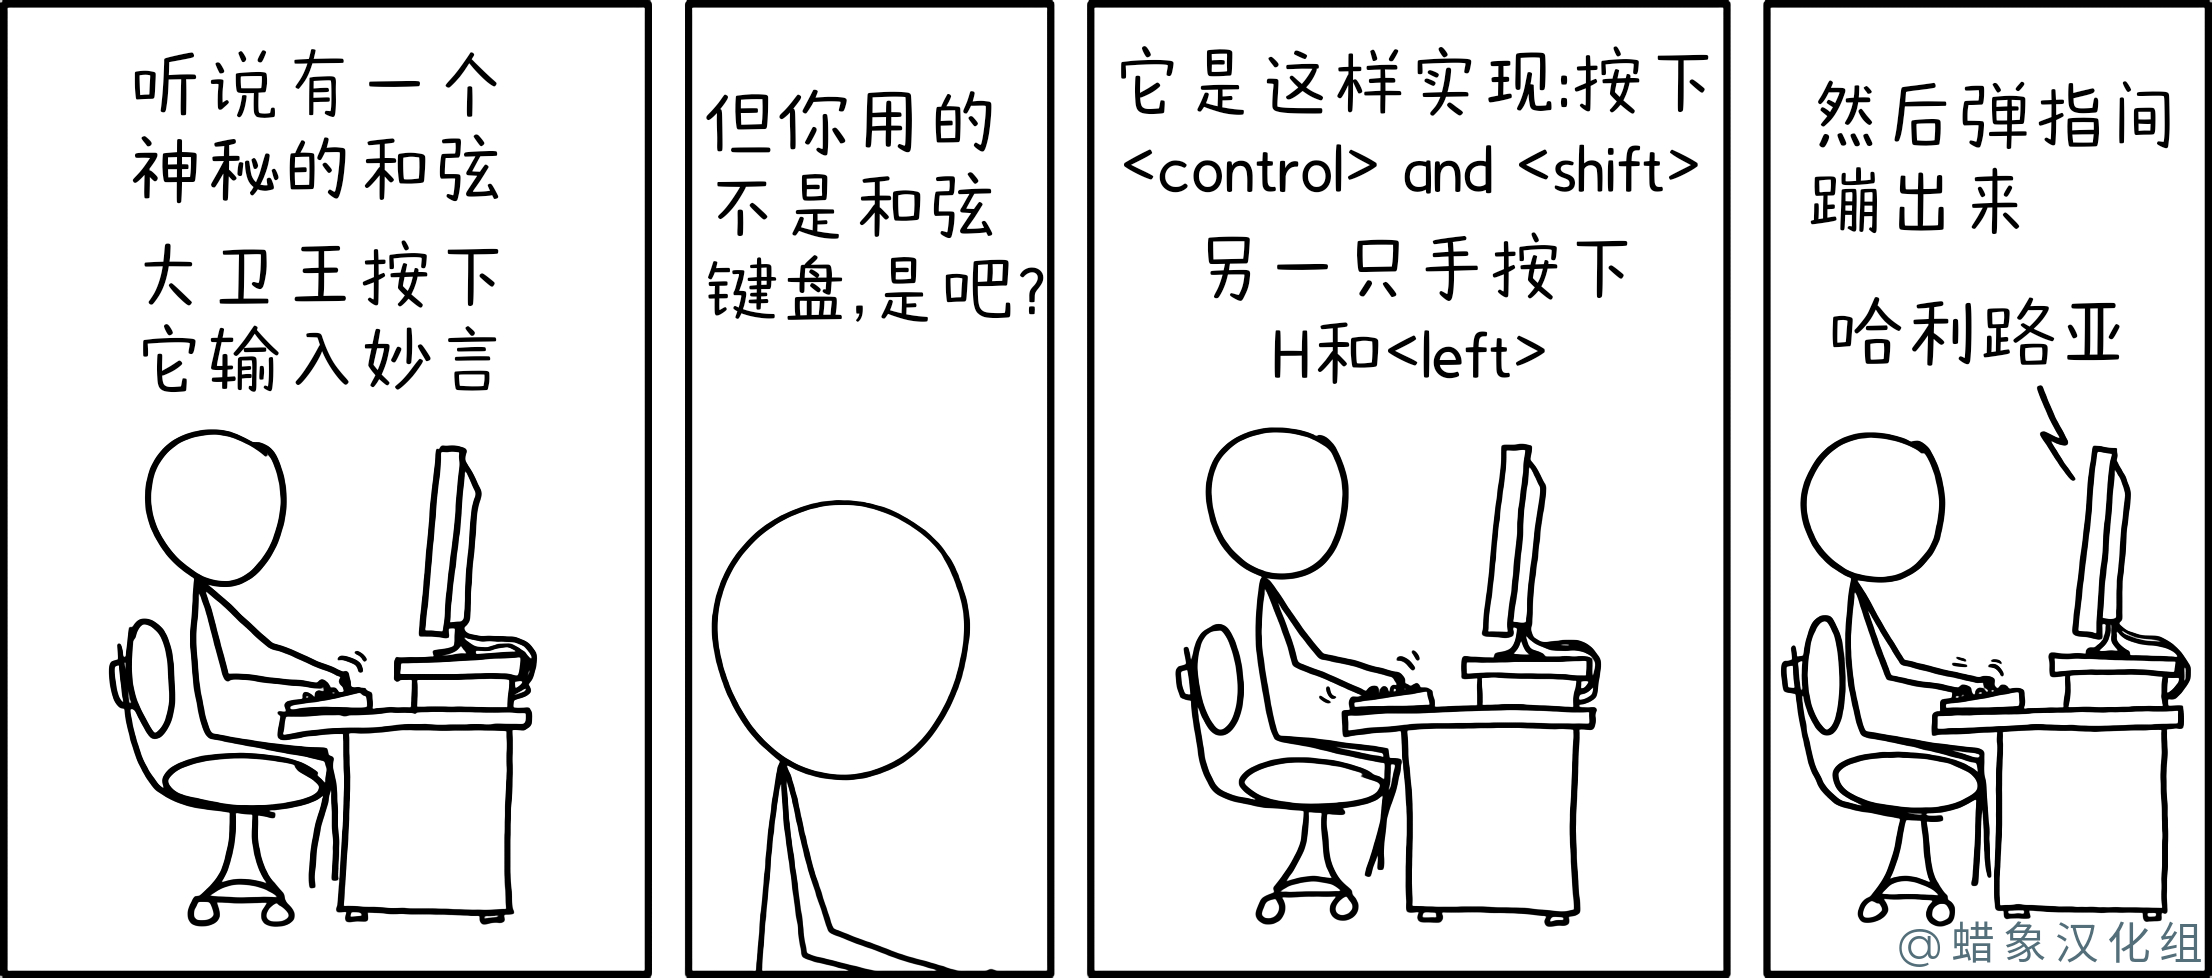 听说有一个
神秘的和弦
大卫王按下
它输入妙言
但你用的
不是和弦
键盘,是吧?
它是这样实现:按下
<control> and <shift>
另一只手按下
H和<left>
然后弹指间
蹦出来
哈利路亚
@蜡象汉化组